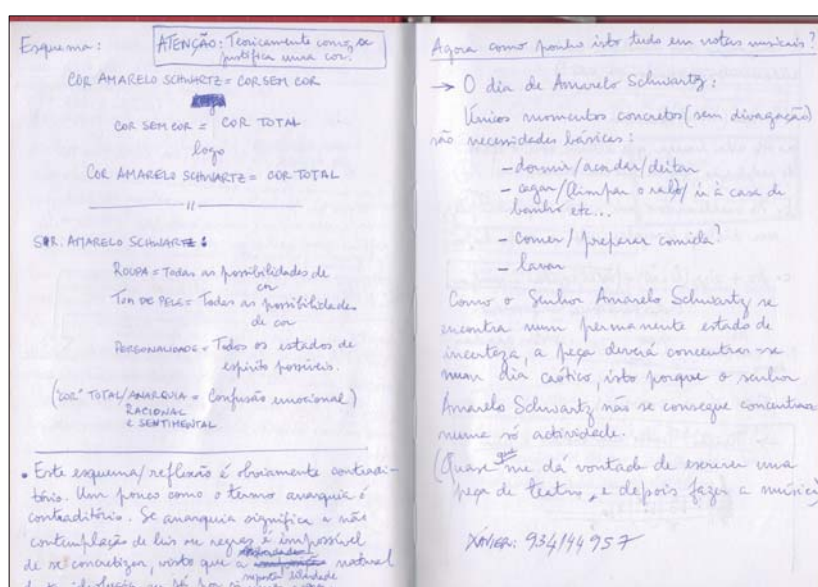 Esquema:
ATENÇÃO: Teoricamente como se
justifica uma cor.
COR AMARELO SCHWARTZ = COR SEM COR
COR SEM COR = COR TOTAL
logo
COR AMARELO SCHWARTZ = COR TOTAL
SR. AMARELO SCHWARTZ:
ROUPA = Todas as possibilidades de
cor
TOM DE PELE = Todas as possibilidades
de cor
PERSONALIDADE = Todos os estados de
espírito possíveis.
("COR" TOTAL/ANARQUIA = Confusão emocional)
RACIONAL
E SENTIMENTAL
• Este esquema/reflexão é obviamente contradi-
tório. Um pouco como o termo anarquia é
contraditório. Se anarquia significa a não
contemplação de leis ou regras é impossível
de se concretizar, visto que a natural
Agora como ponho isto tudo em notas musicais?
→ O dia de Amarelo Schwartz:
Únicos momentos concretos (sem divagação)
são necessidades básicas:
- dormir/acordar/deitar
- cagar/limpar o rabo/ir à casa de
banho etc...
- comer/preparar comida?
- lavar
Como o Senhor Amarelo Schwartz se
encontra num permanente estado de
incerteza, a peça deverá concentrar-se
num dia caótico, isto porque o senhor
Amarelo Schwartz não se consegue concentrar
numa só actividade.
(Quase que me dá vontade de escrever uma
peça de teatro, e depois fazer a música)
XAVIER: 934144957